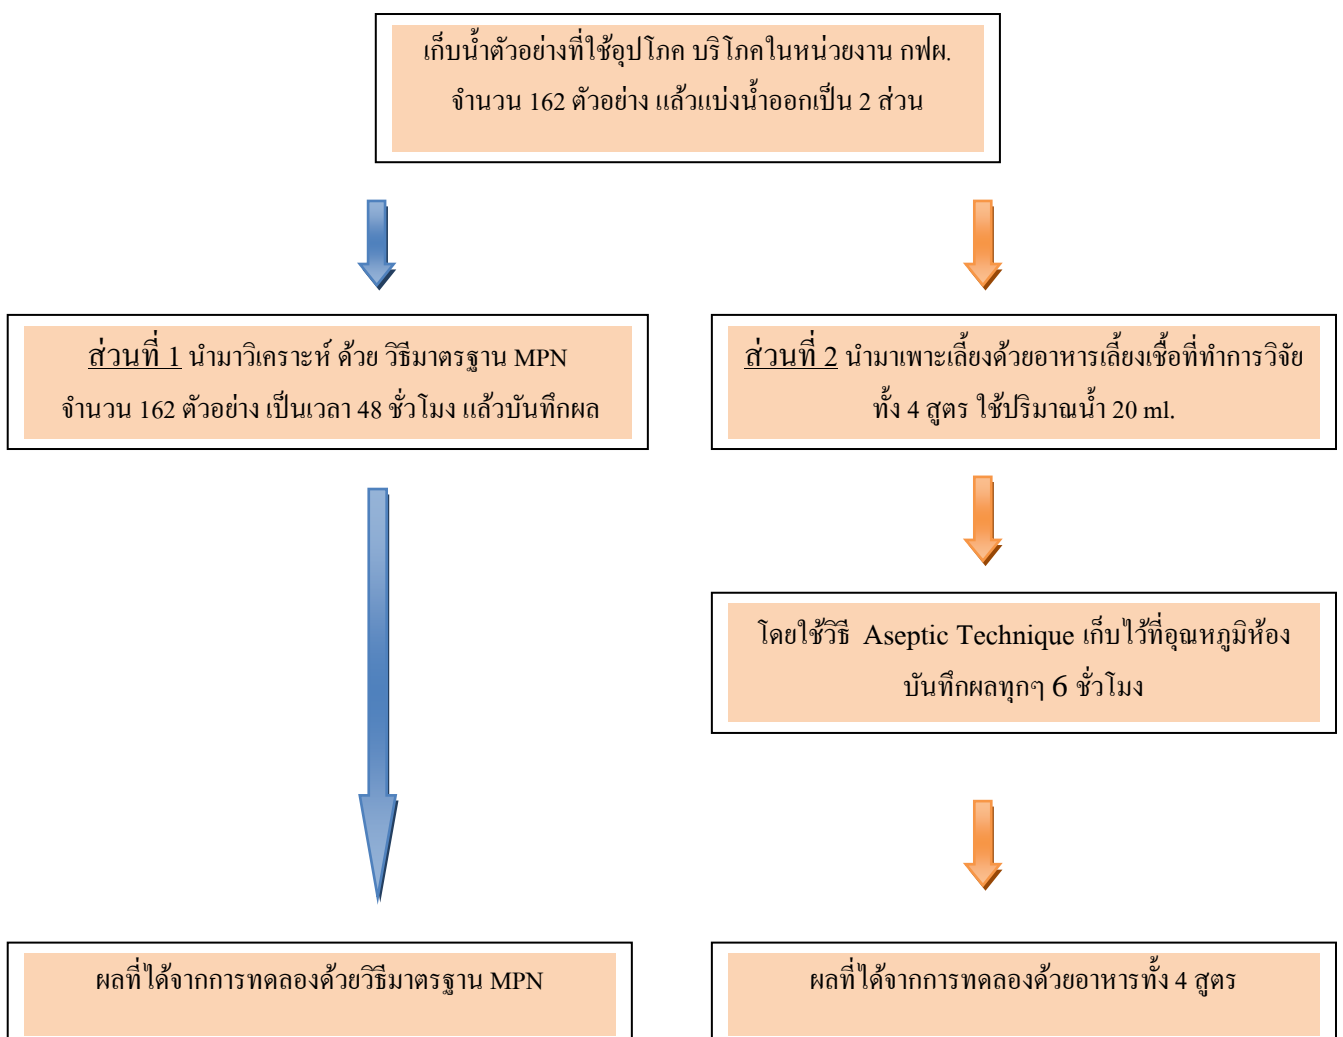 เก็บน้ำตัวอย่างที่ใช้อุปโภค บริโภคในหน่วยงาน กฟผ.
จำนวน 162 ตัวอย่าง แล้วแบ่งน้ำออกเป็น 2 ส่วน
ส่วนที่ 1 นำมาวิเคราะห์ ด้วย วิธีมาตรฐาน MPN
จำนวน 162 ตัวอย่าง เป็นเวลา 48 ชั่วโมง แล้วบันทึกผล
ส่วนที่ 2 นำมาเพาะเลี้ยงด้วยอาหารเลี้ยงเชื้อที่ทำการวิจัย
ทั้ง 4 สูตร ใช้ปริมาณน้ำ 20 ml.
โดยใช้วิธี Aseptic Technique เก็บไว้ที่อุณหภูมิห้อง
บันทึกผลทุกๆ 6 ชั่วโมง
ผลที่ได้จากการทดลองด้วยวิธีมาตรฐาน MPN
ผลที่ได้จากการทดลองด้วยอาหารทั้ง 4 สูตร